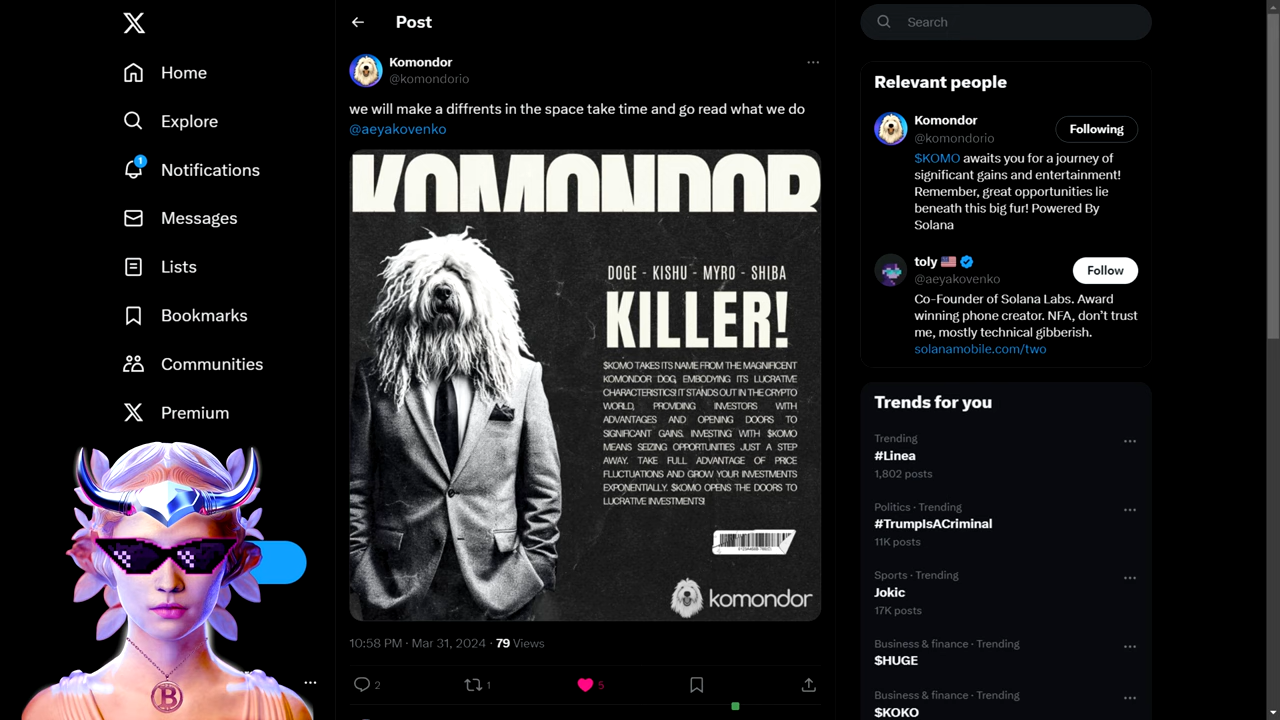 Home
Explore
1
Notifications
Messages
Lists
Bookmarks
Communities
Premium
Post
Komondor
@komondorio
we will make a diffrents in the space take time and go read what we do
@aeyakovenko
KOMONDOR
DOGE - KISHU - MYRO - SHIBA
KILLER!
$KOMO TAKES ITS NAME FROM THE MAGNIFICENT
KOMONDOR DOG, EMBODYING ITS LUCRATIVE
CHARACTERISTICS! IT STANDS OUT IN THE CRYPTO
WORLD, PROVIDING INVESTORS WITH
ADVANTAGES AND OPENING DOORS TO
SIGNIFICANT GAINS. INVESTING WITH $KOMO
MEANS SEIZING OPPORTUNITIES JUST A STEP
AWAY. TAKE FULL ADVANTAGE OF PRICE
FLUCTUATIONS AND GROW YOUR INVESTMENTS
EXPONENTIALLY. $KOMO OPENS THE DOORS TO
LUCRATIVE INVESTMENTS!
komondor
10:58 PM · Mar 31, 2024 · 79 Views
2
1
5
Search
Relevant people
Komondor
@komondorio
Following
$KOMO awaits you for a journey of
significant gains and entertainment!
Remember, great opportunities lie
beneath this big fur! Powered By
Solana
toly
@aeyakovenko
Follow
Co-Founder of Solana Labs. Award
winning phone creator. NFA, don't trust
me, mostly technical gibberish.
solanamobile.com/two
Trends for you
Trending
#Linea
1,802 posts
Politics · Trending
#TrumpIsACriminal
11K posts
Sports · Trending
Jokic
17K posts
Business & finance · Trending
$HUGE
Business & finance · Trending
$KOKO